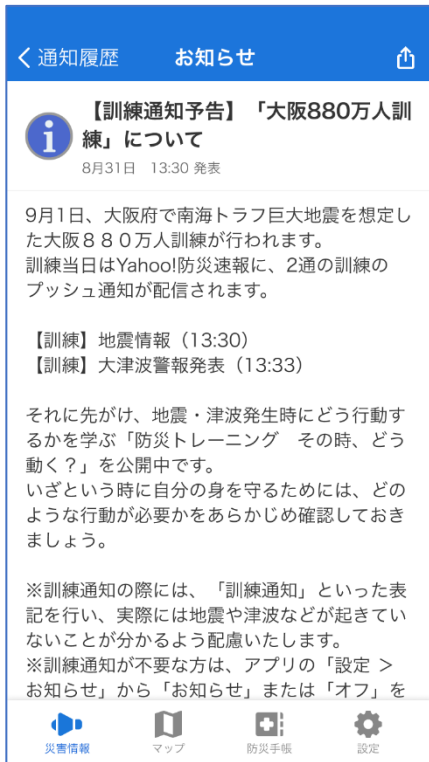 通知履歴 お知らせ
【訓練通知予告】「大阪880万人訓
練」について
8月31日 13:30 発表
9月1日、大阪府で南海トラフ巨大地震を想定し
た大阪８８０万人訓練が行われます。
訓練当日はYahoo!防災速報に、2通の訓練の
プッシュ通知が配信されます。
【訓練】地震情報（13:30）
【訓練】大津波警報発表（13:33）
それに先がけ、地震・津波発生時にどう行動す
るかを学ぶ「防災トレーニング　その時、どう
動く？」を公開中です。
いざという時に自分の身を守るためには、どの
ような行動が必要かをあらかじめ確認しておき
ましょう。
※訓練通知の際には、「訓練通知」といった表
記を行い、実際には地震や津波などが起きてい
ないことが分かるよう配慮いたします。
※訓練通知が不要な方は、アプリの「設定 ＞
お知らせ」から「お知らせ」または「オフ」を
災害情報 マップ 防災手帳 設定